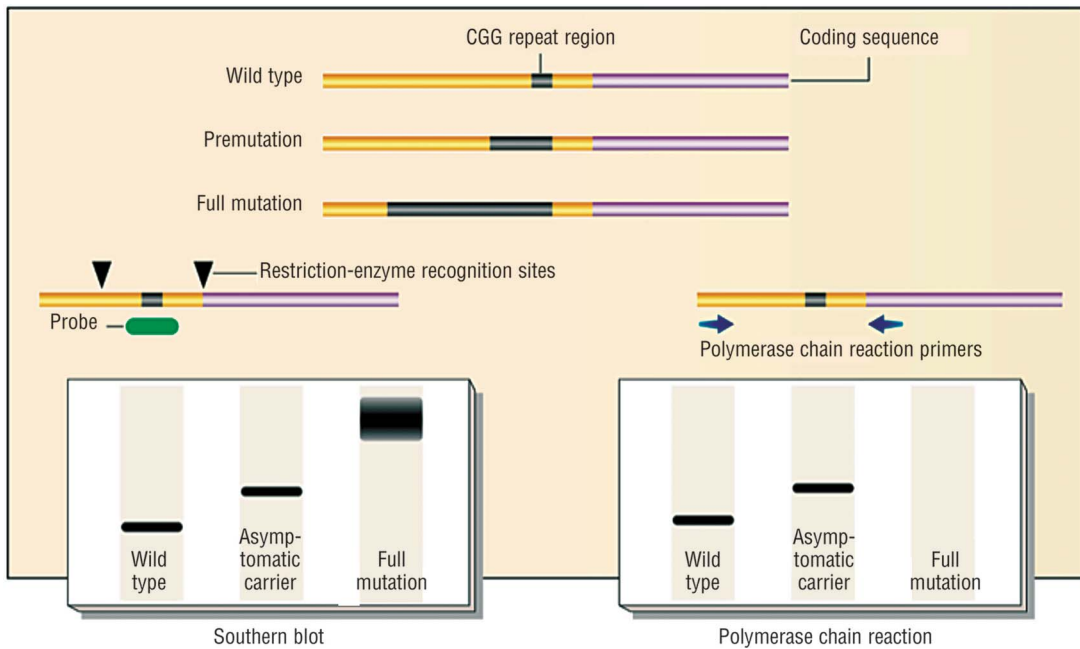 CGG repeat region
Coding sequence
Wild type
Premutation
Full mutation
Restriction-enzyme recognition sites
Probe
Polymerase chain reaction primers
Wild
type
Asymp-
tomatic
carrier
Full
mutation
Southern blot
Wild
type
Asymp-
tomatic
carrier
Full
mutation
Polymerase chain reaction